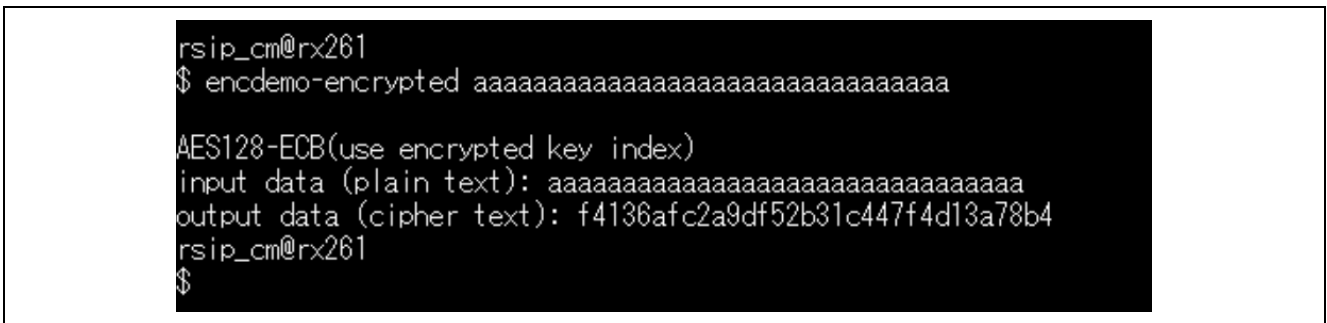 rsip_cm@rx261
$ encdemo-encrypted aaaaaaaaaaaaaaaaaaaaaaaaaaaaaaaa

AES128-ECB(use encrypted key index)
input data (plain text): aaaaaaaaaaaaaaaaaaaaaaaaaaaaaaaa
output data (cipher text): f4136afc2a9df52b31c447f4d13a78b4
rsip_cm@rx261
$